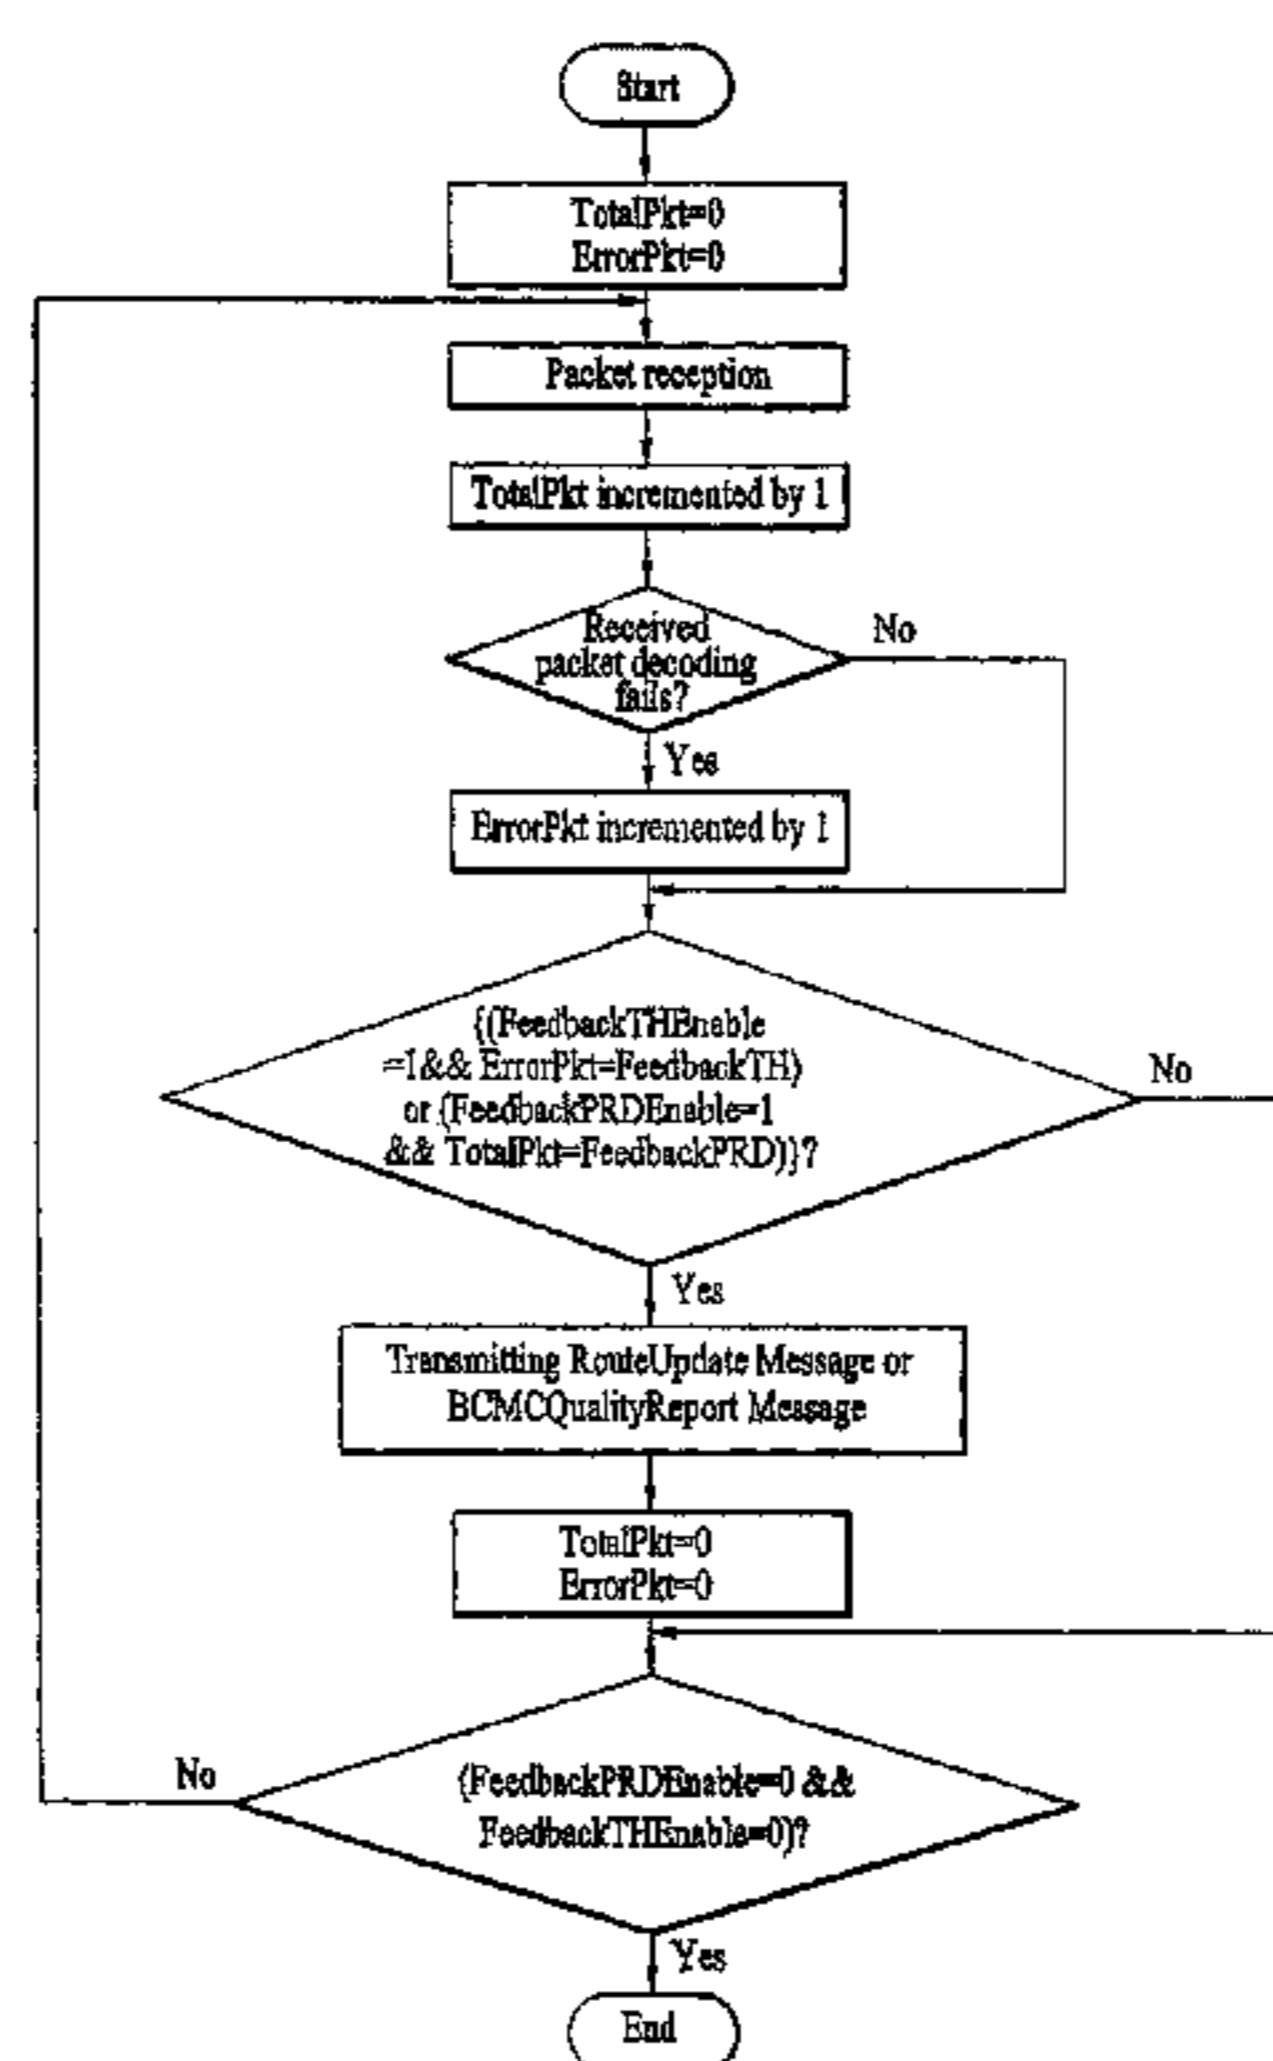 Start
TotalPkt=0
ErrorPkt=0
Packet reception
TotalPkt incremented by 1
Received
packet decoding
fails?
No
Yes
ErrorPkt incremented by 1
{(FeedbackTHEnable
=1&& ErrorPkt=FeedbackTH)
or (FeedbackPRDEnable=1
&& TotalPkt=FeedbackPRD)}?
No
Yes
Transmitting RouteUpdate Message or
BCMCQualityReport Message
TotalPkt=0
ErrorPkt=0
No
(FeedbackPRDEnable=0 &&
FeedbackTHEnable=0)?
Yes
End